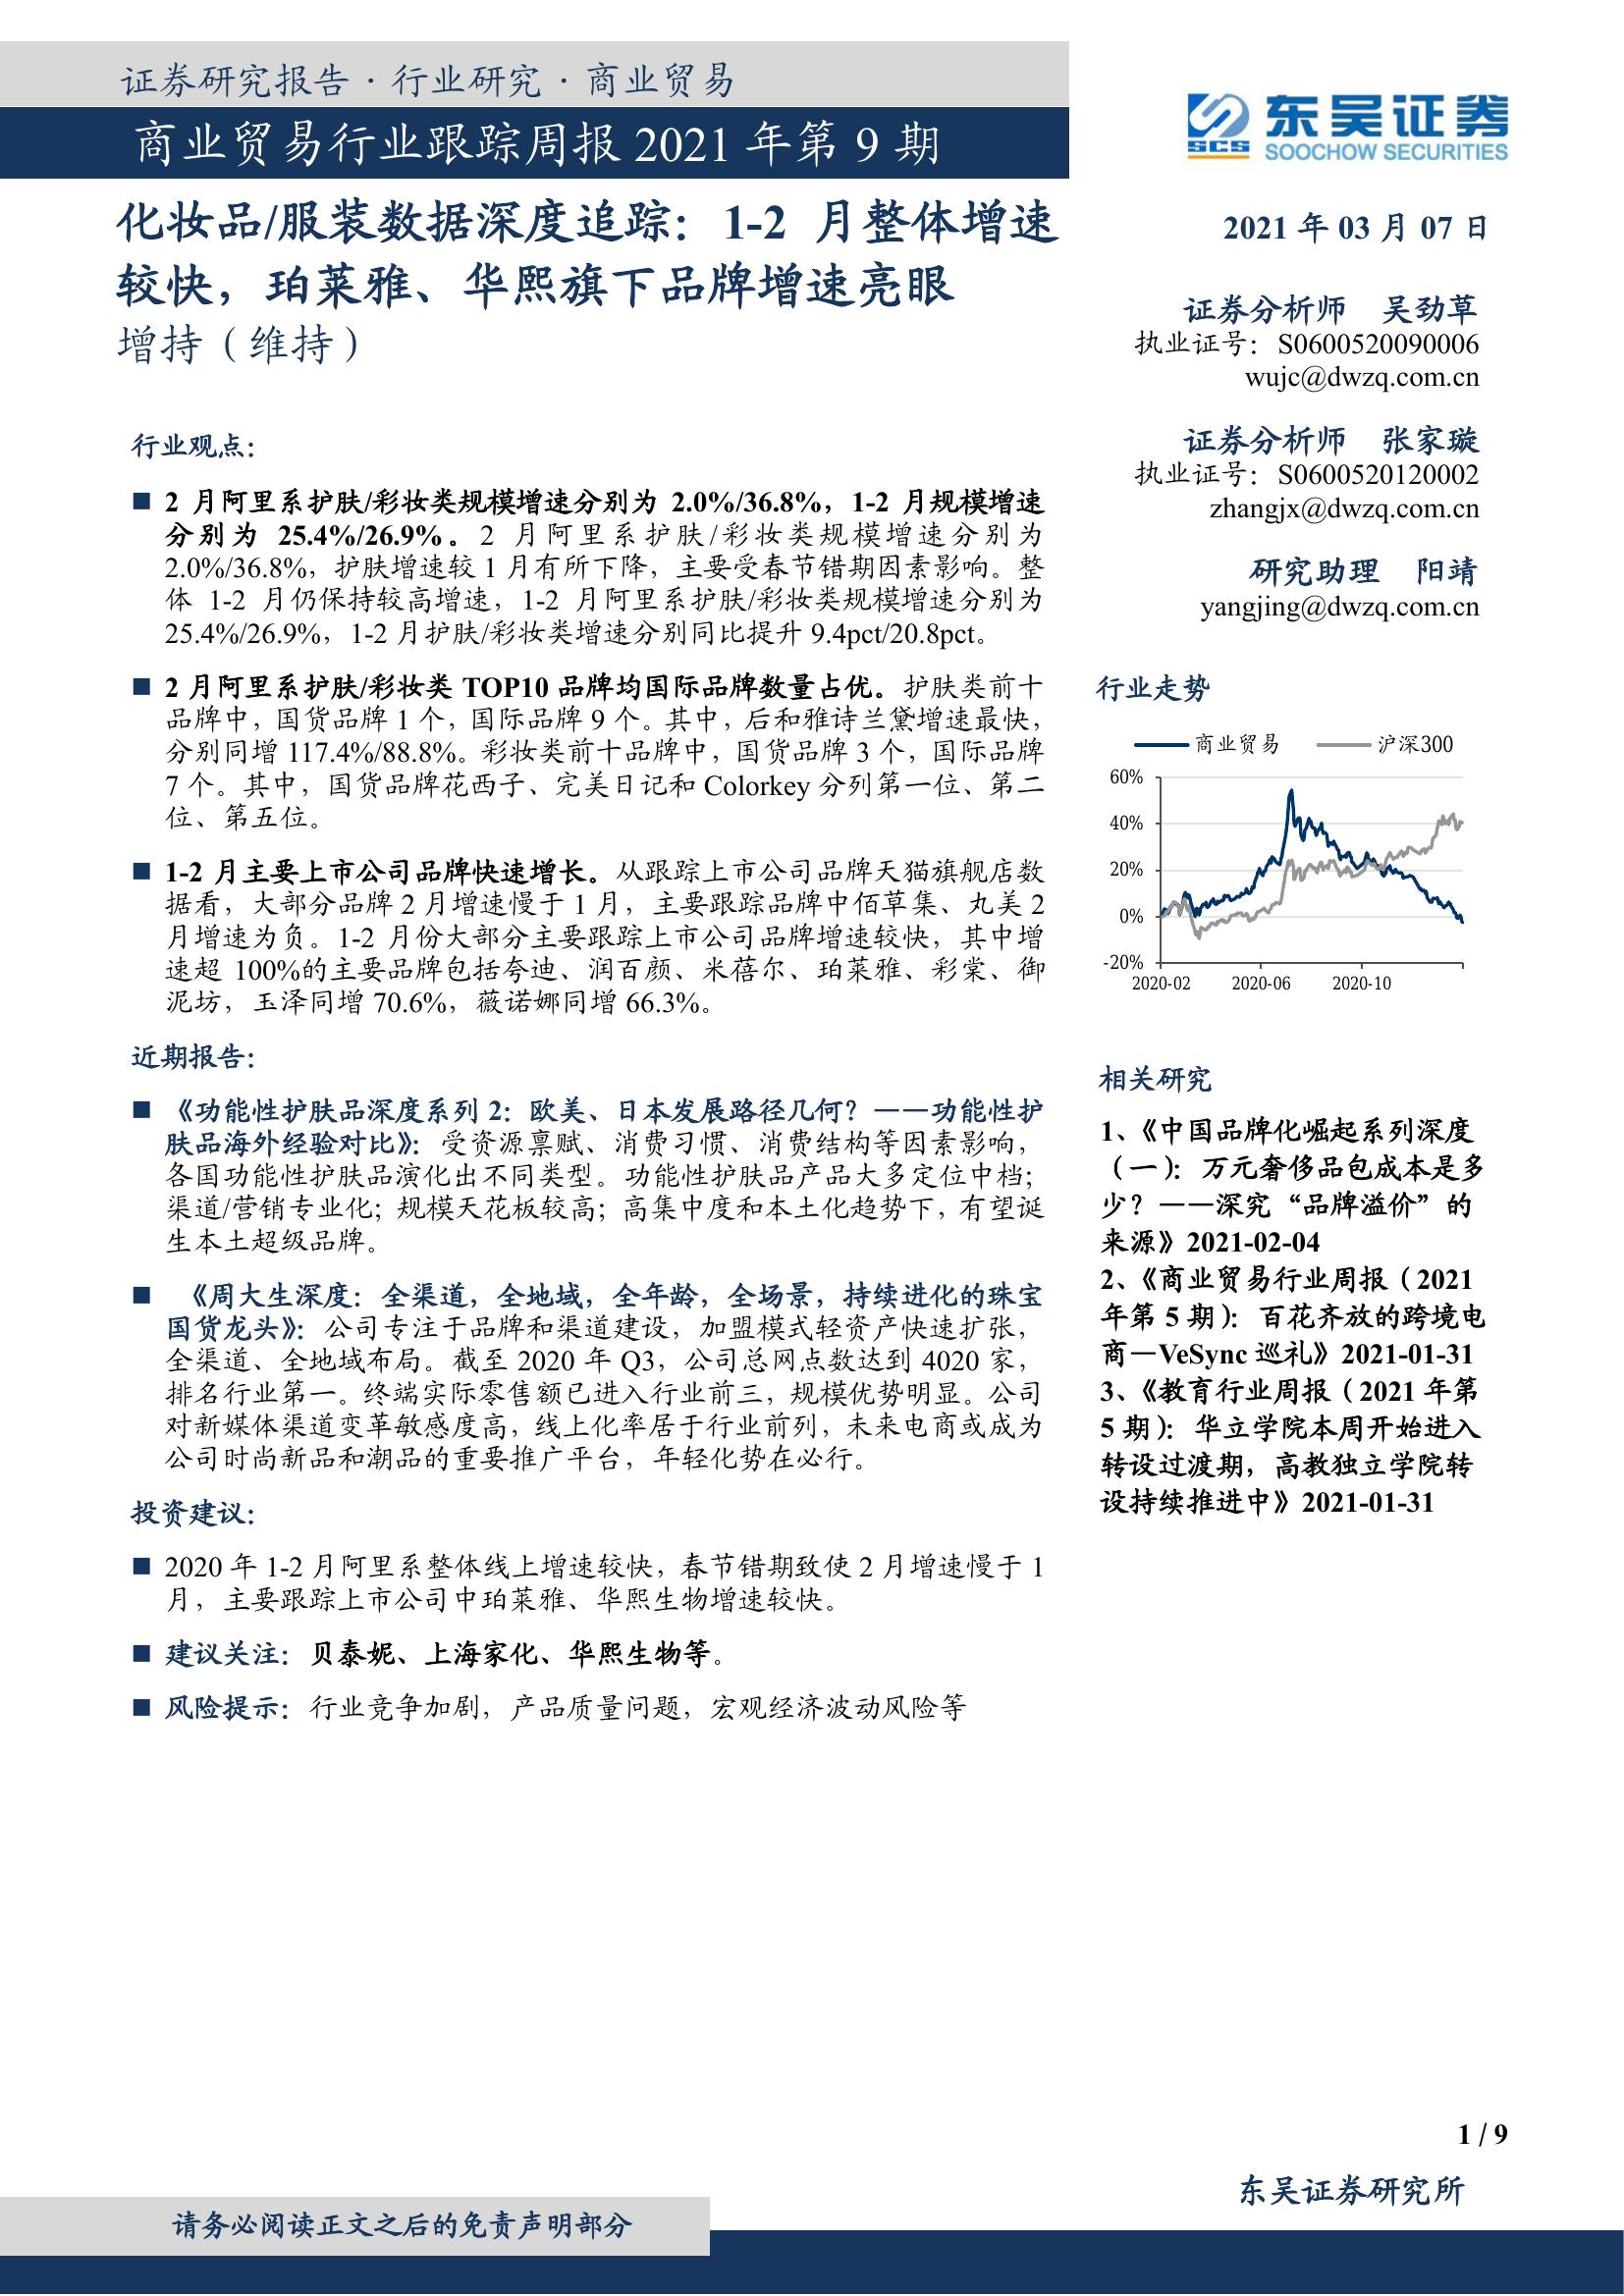 证券研究报告 · 行业研究 · 商业贸易
商业贸易行业跟踪周报 2021 年第 9 期
东吴证券
SCS SOOCHOW SECURITIES
化妆品/服装数据深度追踪：1-2 月整体增速
较快，珀莱雅、华熙旗下品牌增速亮眼
增持（维持）
行业观点：
■ 2 月阿里系护肤/彩妆类规模增速分别为 2.0%/36.8%，1-2 月规模增速
分别为 25.4%/26.9%。2 月阿里系护肤/彩妆类规模增速分别为
2.0%/36.8%，护肤增速较 1 月有所下降，主要受春节错期因素影响。整
体 1-2 月仍保持较高增速，1-2 月阿里系护肤/彩妆类规模增速分别为
25.4%/26.9%，1-2 月护肤/彩妆类增速分别同比提升 9.4pct/20.8pct。
■ 2 月阿里系护肤/彩妆类 TOP10 品牌均国际品牌数量占优。护肤类前十
品牌中，国货品牌 1 个，国际品牌 9 个。其中，后和雅诗兰黛增速最快，
分别同增 117.4%/88.8%。彩妆类前十品牌中，国货品牌 3 个，国际品牌
7 个。其中，国货品牌花西子、完美日记和 Colorkey 分列第一位、第二
位、第五位。
■ 1-2 月主要上市公司品牌快速增长。从跟踪上市公司品牌天猫旗舰店数
据看，大部分品牌 2 月增速慢于 1 月，主要跟踪品牌中佰草集、丸美 2
月增速为负。1-2 月份大部分主要跟踪上市公司品牌增速较快，其中增
速超 100%的主要品牌包括夸迪、润百颜、米蓓尔、珀莱雅、彩棠、御
泥坊，玉泽同增 70.6%，薇诺娜同增 66.3%。
近期报告：
■ 《功能性护肤品深度系列 2：欧美、日本发展路径几何？——功能性护
肤品海外经验对比》：受资源禀赋、消费习惯、消费结构等因素影响，
各国功能性护肤品演化出不同类型。功能性护肤品产品大多定位中档；
渠道/营销专业化；规模天花板较高；高集中度和本土化趋势下，有望诞
生本土超级品牌。
■ 《周大生深度：全渠道，全地域，全年龄，全场景，持续进化的珠宝
国货龙头》：公司专注于品牌和渠道建设，加盟模式轻资产快速扩张，
全渠道、全地域布局。截至 2020 年 Q3，公司总网点数达到 4020 家，
排名行业第一。终端实际零售额已进入行业前三，规模优势明显。公司
对新媒体渠道变革敏感度高，线上化率居于行业前列，未来电商或成为
公司时尚新品和潮品的重要推广平台，年轻化势在必行。
投资建议：
■ 2020 年 1-2 月阿里系整体线上增速较快，春节错期致使 2 月增速慢于 1
月，主要跟踪上市公司中珀莱雅、华熙生物增速较快。
■ 建议关注：贝泰妮、上海家化、华熙生物等。
■ 风险提示：行业竞争加剧，产品质量问题，宏观经济波动风险等
2021 年 03 月 07 日
证券分析师 吴劲草
执业证号：S0600520090006
wujc@dwzq.com.cn
证券分析师 张家璇
执业证号：S0600520120002
zhangjx@dwzq.com.cn
研究助理 阳靖
yangjing@dwzq.com.cn
行业走势
商业贸易 沪深300
60%
40%
20%
0%
-20%
2020-02 2020-06 2020-10
相关研究
1、《中国品牌化崛起系列深度
（一）：万元奢侈品包成本是多
少？——深究“品牌溢价”的
来源》2021-02-04
2、《商业贸易行业周报（2021
年第 5 期）：百花齐放的跨境电
商—VeSync 巡礼》2021-01-31
3、《教育行业周报（2021 年第
5 期）：华立学院本周开始进入
转设过渡期，高教独立学院转
设持续推进中》2021-01-31
1 / 9
东吴证券研究所
请务必阅读正文之后的免责声明部分